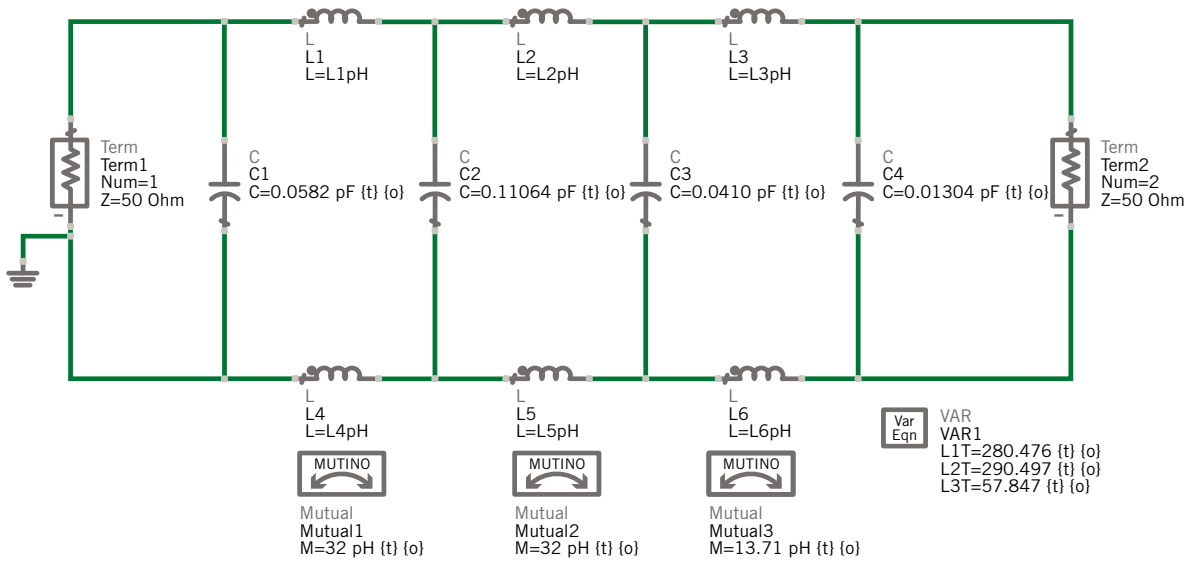 L
L1
L=L1pH
L
L2
L=L2pH
L
L3
L=L3pH
Term
Term1
Num=1
Z=50 Ohm
C
C1
C=0.0582 pF {t} {o}
C
C2
C=0.11064 pF {t} {o}
C
C3
C=0.0410 pF {t} {o}
C
C4
C=0.01304 pF {t} {o}
Term
Term2
Num=2
Z=50 Ohm
L
L4
L=L4pH
L
L5
L=L5pH
L
L6
L=L6pH
MUTINO
Mutual
Mutual1
M=32 pH {t} {o}
MUTINO
Mutual
Mutual2
M=32 pH {t} {o}
MUTINO
Mutual
Mutual3
M=13.71 pH {t} {o}
Var
Eqn
VAR
VAR1
L1T=280.476 {t} {o}
L2T=290.497 {t} {o}
L3T=57.847 {t} {o}